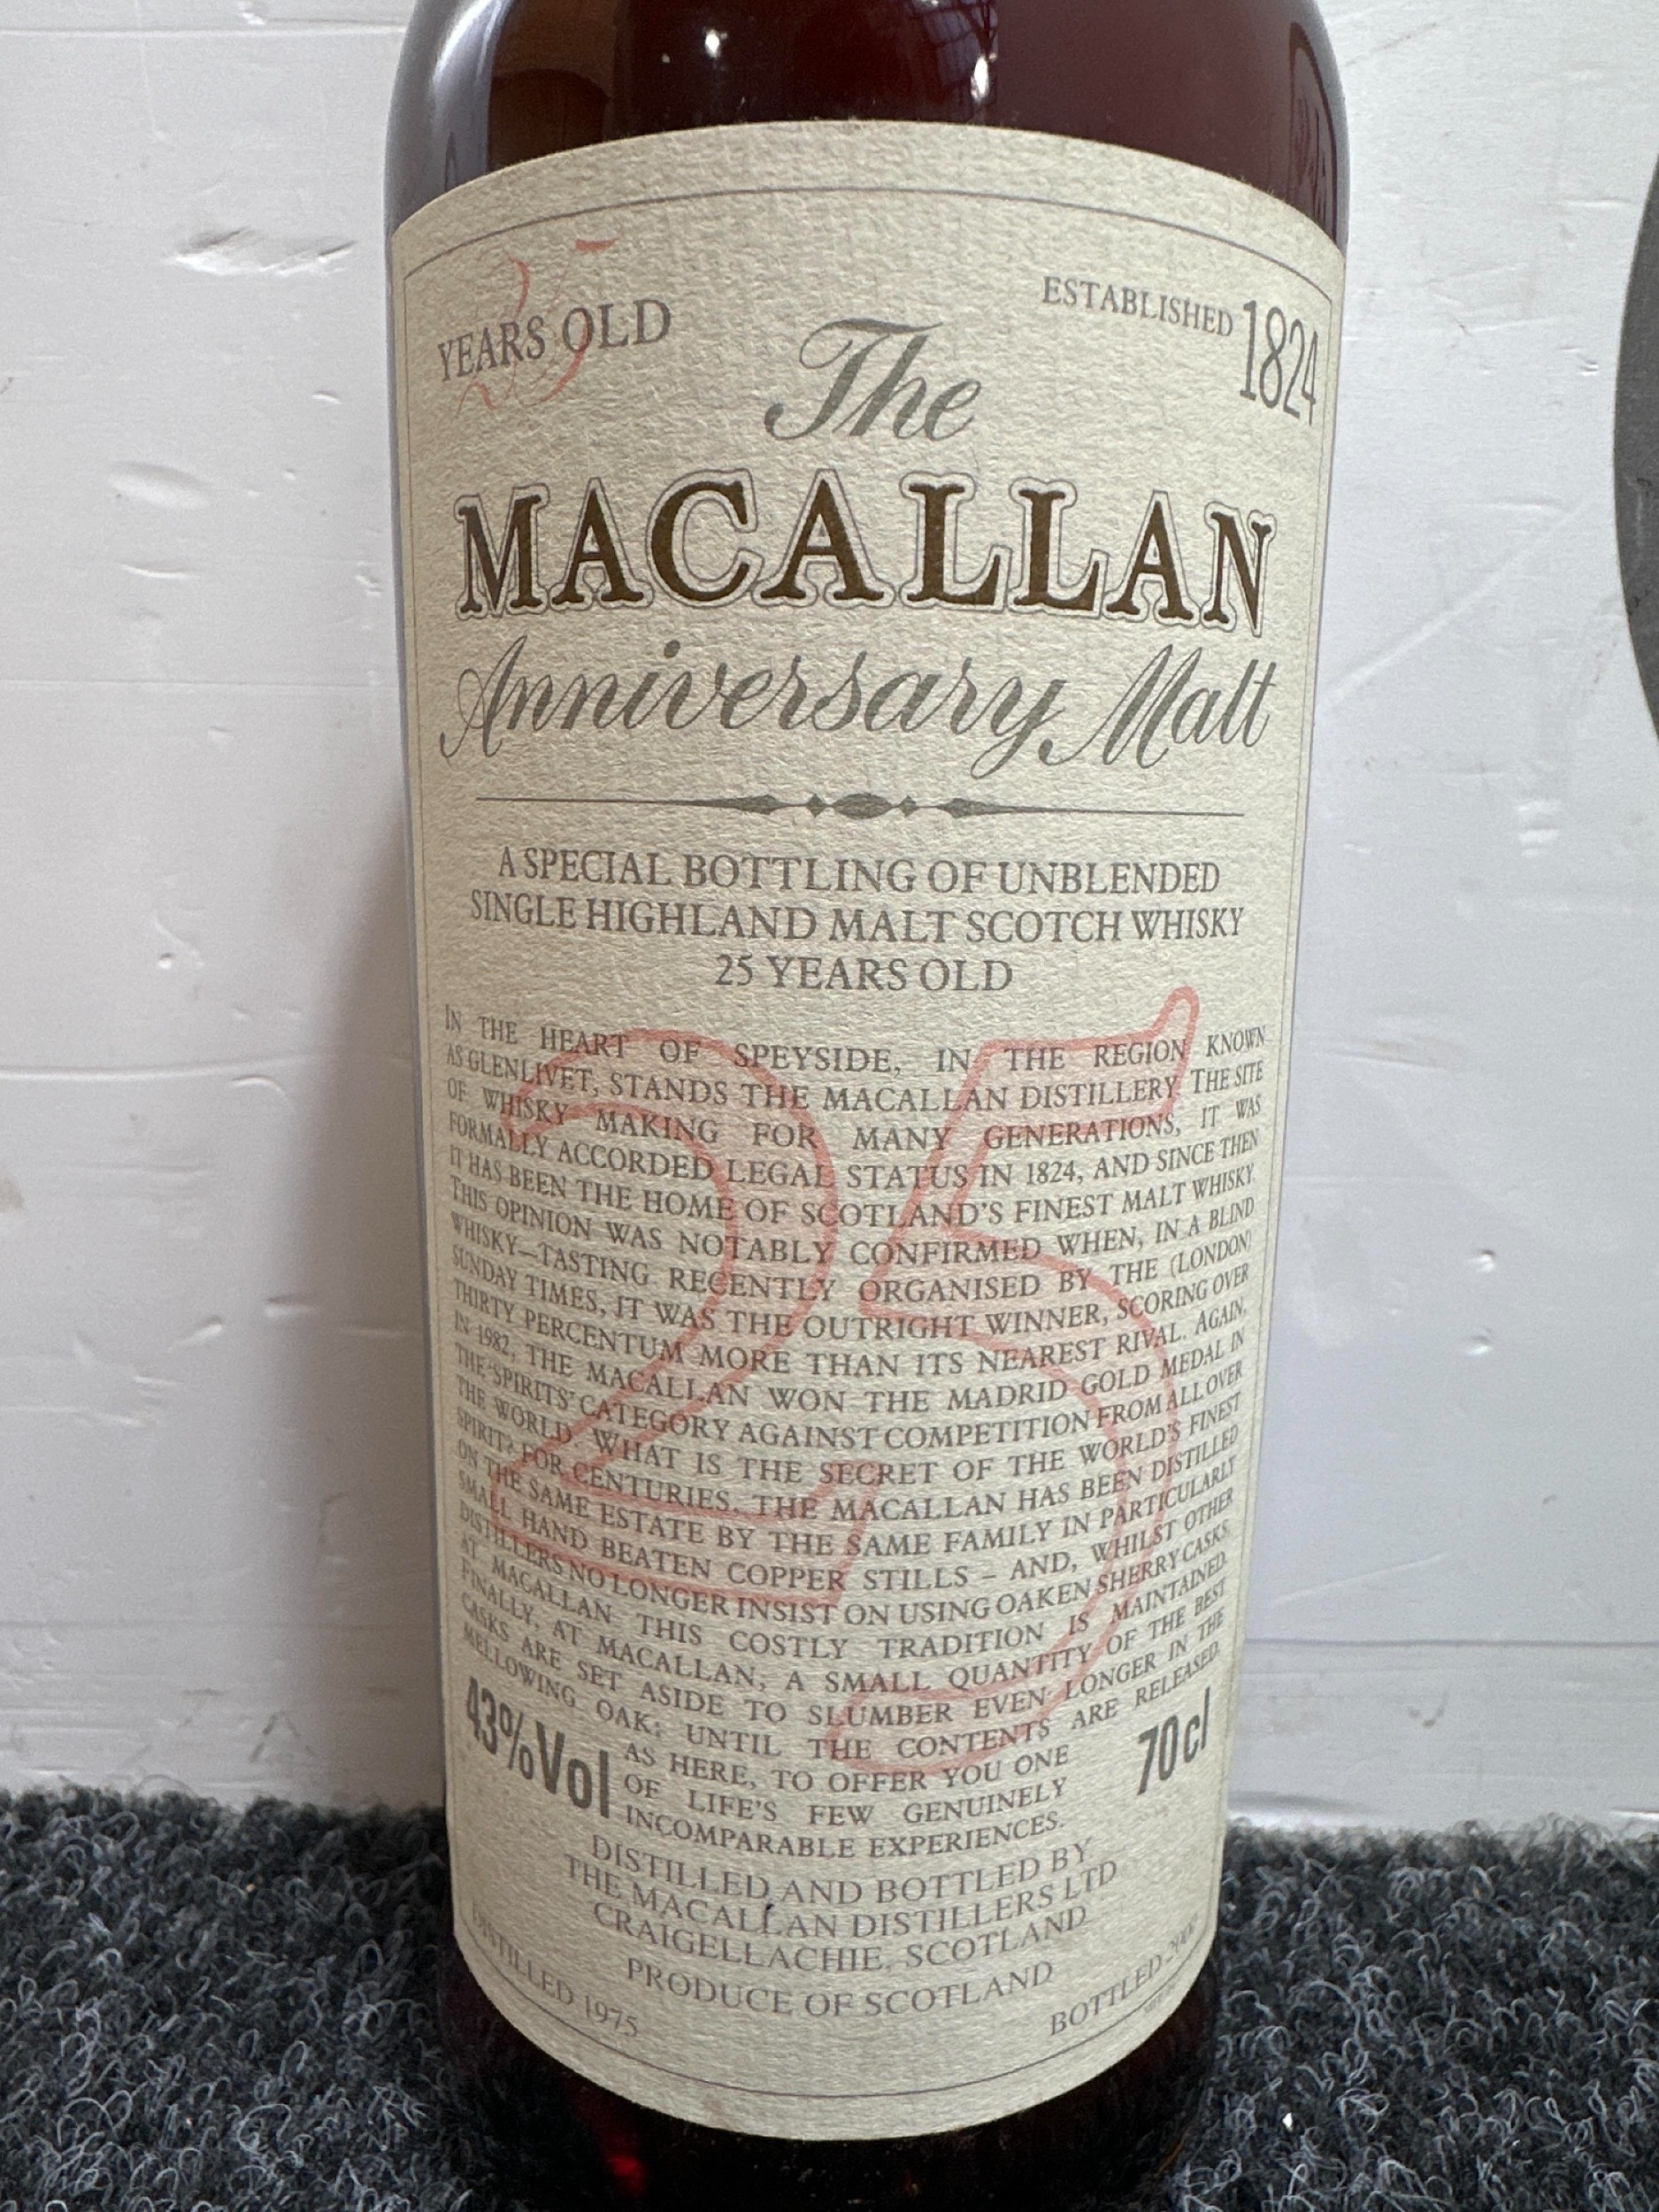 25
YEARS OLD
ESTABLISHED 1824
The
MACALLAN
Anniversary Malt
A SPECIAL BOTTLING OF UNBLENDED
SINGLE HIGHLAND MALT SCOTCH WHISKY
25 YEARS OLD
25
IN THE HEART OF SPEYSIDE, IN THE REGION KNOWN
AS GLENLIVET, STANDS THE MACALLAN DISTILLERY. THE SITE
OF WHISKY MAKING FOR MANY GENERATIONS, IT WAS
FORMALLY ACCORDED LEGAL STATUS IN 1824, AND SINCE THEN
IT HAS BEEN THE HOME OF SCOTLAND'S FINEST MALT WHISKY.
THIS OPINION WAS NOTABLY CONFIRMED WHEN, IN A BLIND
WHISKY–TASTING RECENTLY ORGANISED BY THE (LONDON)
SUNDAY TIMES, IT WAS THE OUTRIGHT WINNER, SCORING OVER
THIRTY PERCENTUM MORE THAN ITS NEAREST RIVAL. AGAIN,
IN 1982, THE MACALLAN WON THE MADRID GOLD MEDAL IN
THE 'SPIRITS' CATEGORY AGAINST COMPETITION FROM ALL OVER
THE WORLD. WHAT IS THE SECRET OF THE WORLD'S FINEST
SPIRIT? FOR CENTURIES, THE MACALLAN HAS BEEN DISTILLED
ON THE SAME ESTATE BY THE SAME FAMILY IN PARTICULARLY
SMALL HAND BEATEN COPPER STILLS – AND, WHILST OTHER
DISTILLERS NO LONGER INSIST ON USING OAKEN SHERRY CASKS,
AT MACALLAN THIS COSTLY TRADITION IS MAINTAINED.
FINALLY, AT MACALLAN, A SMALL QUANTITY OF THE BEST
CASKS ARE SET ASIDE TO SLUMBER EVEN LONGER IN THE
MELLOWING OAK: UNTIL THE CONTENTS ARE RELEASED,
AS HERE, TO OFFER YOU ONE
OF LIFE'S FEW GENUINELY
INCOMPARABLE EXPERIENCES.
43%Vol
70cl
DISTILLED AND BOTTLED BY
THE MACALLAN DISTILLERS LTD
CRAIGELLACHIE, SCOTLAND
PRODUCE OF SCOTLAND
DISTILLED 1975
BOTTLED 2000